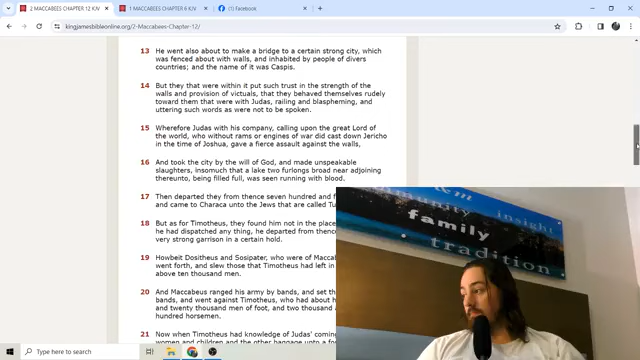 2 MACCABEES CHAPTER 12 KJV
1 MACCABEES CHAPTER 6 KJV
Facebook
kingjamesbibleonline.org/2-Maccabees-Chapter-12/
13 He went also about to make a bridge to a certain strong city, which
was fenced about with walls, and inhabited by people of divers
countries; and the name of it was Caspis.
14 But they that were within it put such trust in the strength of the
walls and provision of victuals, that they behaved themselves rudely
toward them that were with Judas, railing and blaspheming, and
uttering such words as were not to be spoken.
15 Wherefore Judas with his company, calling upon the great Lord of
the world, who without rams or engines of war did cast down Jericho
in the time of Joshua, gave a fierce assault against the walls,
16 And took the city by the will of God, and made unspeakable
slaughters, insomuch that a lake two furlongs broad near adjoining
thereunto, being filled full, was seen running with blood.
17 Then departed they from thence seven hundred and f
and came to Characa unto the Jews that are called Tu
18 But as for Timotheus, they found him not in the place
he had dispatched any thing, he departed from thence
very strong garrison in a certain hold.
19 Howbeit Dositheus and Sosipater, who were of Maccab
went forth, and slew those that Timotheus had left in
above ten thousand men.
20 And Maccabeus ranged his army by bands, and set th
bands, and went against Timotheus, who had about h
and twenty thousand men of foot, and two thousand
hundred horsemen.
21 Now when Timotheus had knowledge of Judas' coming
women and children and the other baggage unto a fo
& m
insight
community
family
tradition
Type here to search